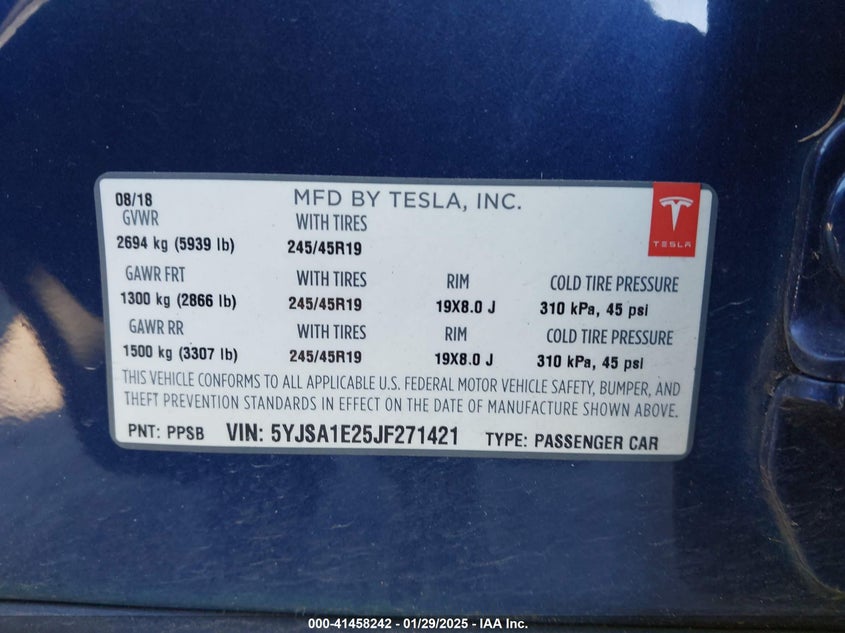 08/18 MFD BY TESLA, INC.
GVWR WITH TIRES
2694 kg (5939 lb) 245/45R19
TESLA
GAWR FRT WITH TIRES RIM COLD TIRE PRESSURE
1300 kg (2866 lb) 245/45R19 19X8.0 J 310 kPa, 45 psi
GAWR RR WITH TIRES RIM COLD TIRE PRESSURE
1500 kg (3307 lb) 245/45R19 19X8.0 J 310 kPa, 45 psi
THIS VEHICLE CONFORMS TO ALL APPLICABLE U.S. FEDERAL MOTOR VEHICLE SAFETY, BUMPER, AND
THEFT PREVENTION STANDARDS IN EFFECT ON THE DATE OF MANUFACTURE SHOWN ABOVE.
PNT: PPSB VIN: 5YJSA1E25JF271421 TYPE: PASSENGER CAR
000-41458242 - 01/29/2025 - IAA Inc.